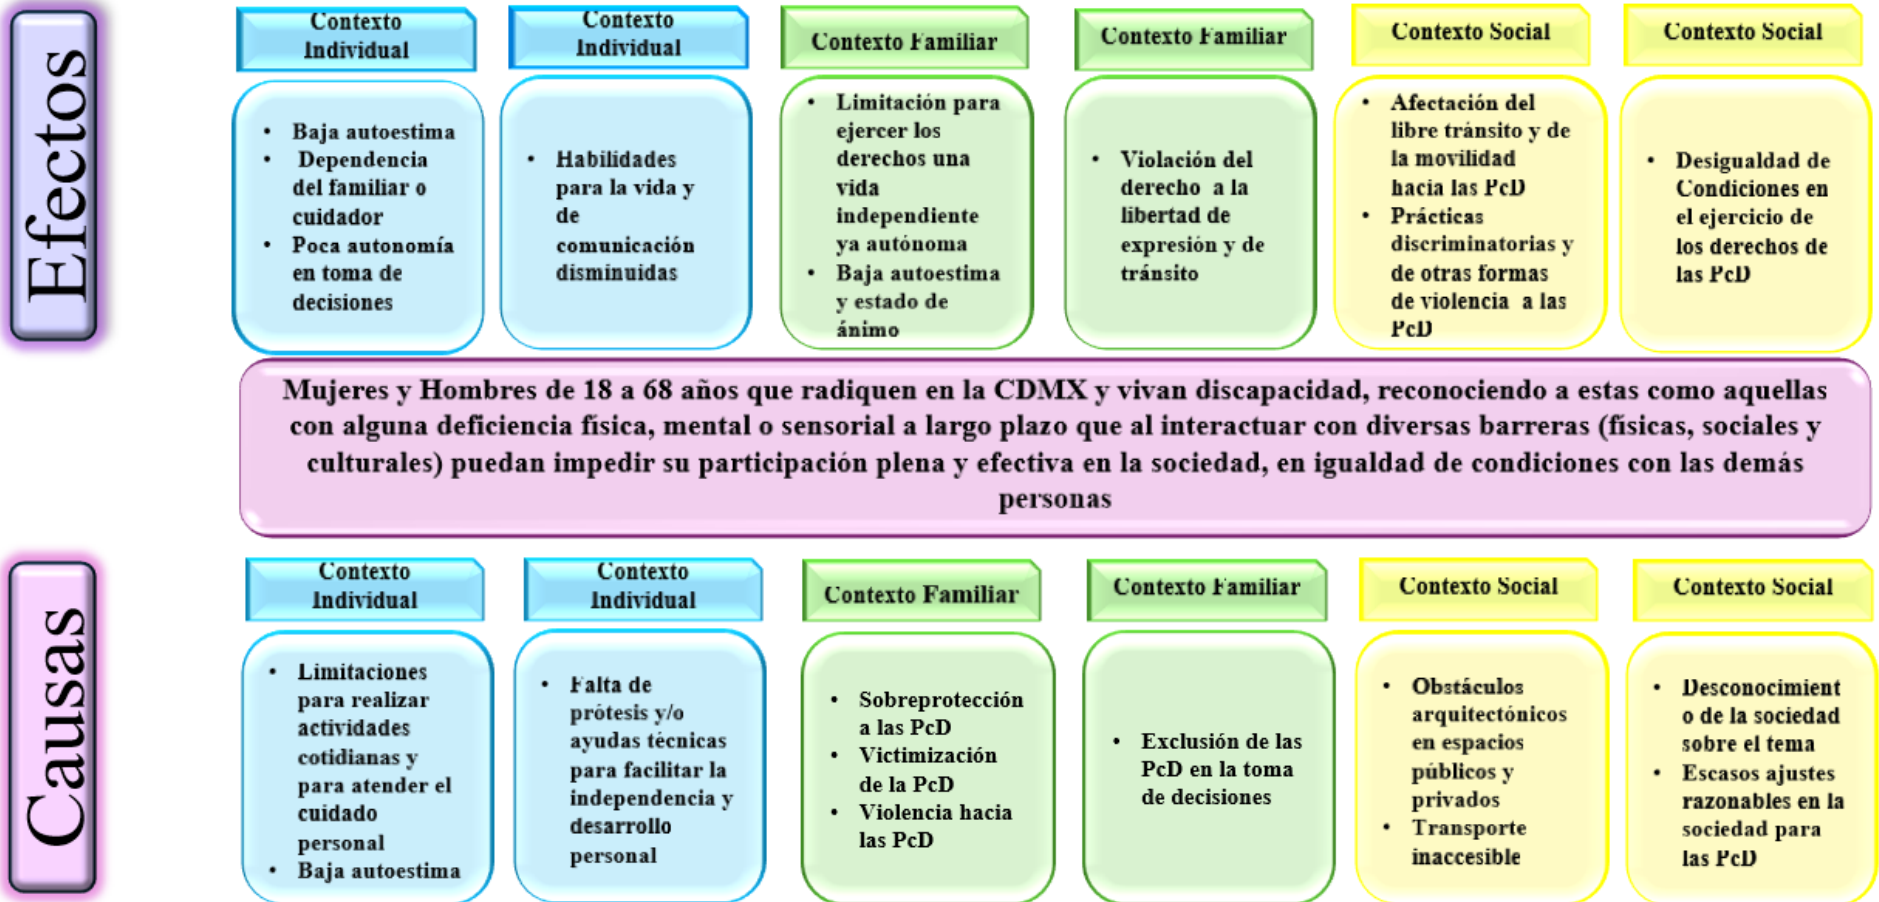 Efectos
Contexto
Individual
• Baja autoestima
• Dependencia
del familiar o
cuidador
• Poca autonomía
en toma de
decisiones
Contexto
Individual
• Habilidades
para la vida y
de
comunicación
disminuidas
Contexto Familiar
• Limitación para
ejercer los
derechos una
vida
independiente
ya autónoma
• Baja autoestima
y estado de
ánimo
Contexto Familiar
• Violación del
derecho a la
libertad de
expresión y de
tránsito
Contexto Social
• Afectación del
libre tránsito y de
la movilidad
hacia las PcD
• Prácticas
discriminatorias y
de otras formas
de violencia a las
PcD
Contexto Social
• Desigualdad de
Condiciones en
el ejercicio de
los derechos de
las PcD
Mujeres y Hombres de 18 a 68 años que radiquen en la CDMX y vivan discapacidad, reconociendo a estas como aquellas
con alguna deficiencia física, mental o sensorial a largo plazo que al interactuar con diversas barreras (físicas, sociales y
culturales) puedan impedir su participación plena y efectiva en la sociedad, en igualdad de condiciones con las demás
personas
Causas
Contexto
Individual
• Limitaciones
para realizar
actividades
cotidianas y
para atender el
cuidado
personal
• Baja autoestima
Contexto
Individual
• Falta de
prótesis y/o
ayudas técnicas
para facilitar la
independencia y
desarrollo
personal
Contexto Familiar
• Sobreprotección
a las PcD
• Victimización
de la PcD
• Violencia hacia
las PcD
Contexto Familiar
• Exclusión de las
PcD en la toma
de decisiones
Contexto Social
• Obstáculos
arquitectónicos
en espacios
públicos y
privados
• Transporte
inaccesible
Contexto Social
• Desconocimient
o de la sociedad
sobre el tema
• Escasos ajustes
razonables en la
sociedad para
las PcD